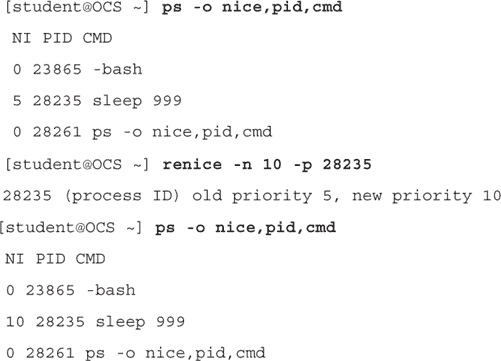 [student@OCS ~] ps -o nice,pid,cmd
NI PID CMD
0 23865 -bash
5 28235 sleep 999
0 28261 ps -o nice,pid,cmd
[student@OCS ~] renice -n 10 -p 28235
28235 (process ID) old priority 5, new priority 10
[student@OCS ~] ps -o nice,pid,cmd
NI PID CMD
0 23865 -bash
10 28235 sleep 999
0 28261 ps -o nice,pid,cmd